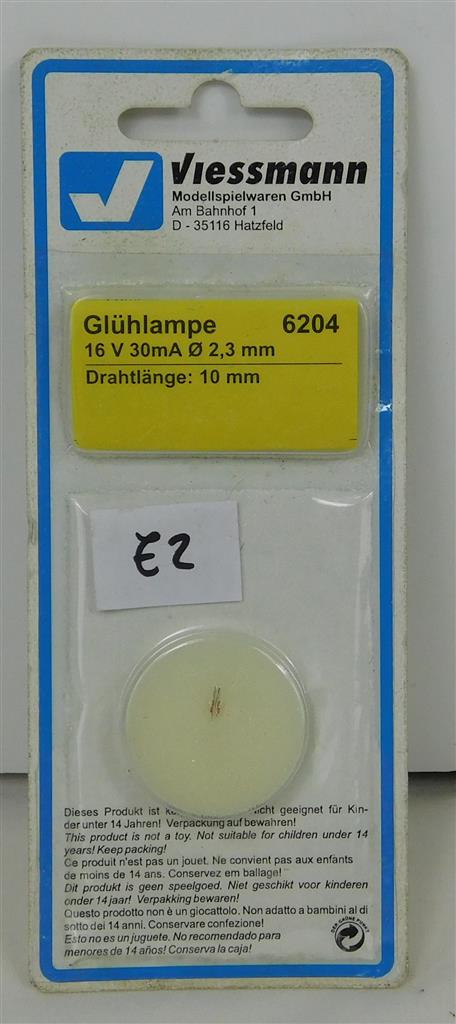 Viessmann
Modellspielwaren GmbH
Am Bahnhof 1
D - 35116 Hatzfeld
Glühlampe 6204
16 V 30mA Ø 2,3 mm
Drahtlänge: 10 mm
E2
Dieses Produkt ist nicht geeignet für Kin-
der unter 14 Jahren! Verpackung auf bewahren!
This product is not a toy. Not suitable for children under 14
years! Keep packing!
Ce produit n'est pas un jouet. Ne convient pas aux enfants
de moins de 14 ans. Conservez em ballage!
Dit produkt is geen speelgoed. Niet geschikt voor kinderen
onder 14 jaar! Verpakking bewaren!
Questo prodotto non è un giocattolo. Non adatto a bambini al di
sotto dei 14 anni. Conservare confezione!
Esto no es un juguete. No recomendado para
menores de 14 años! Conserva la caja!
DER GRÜNE PUNKT